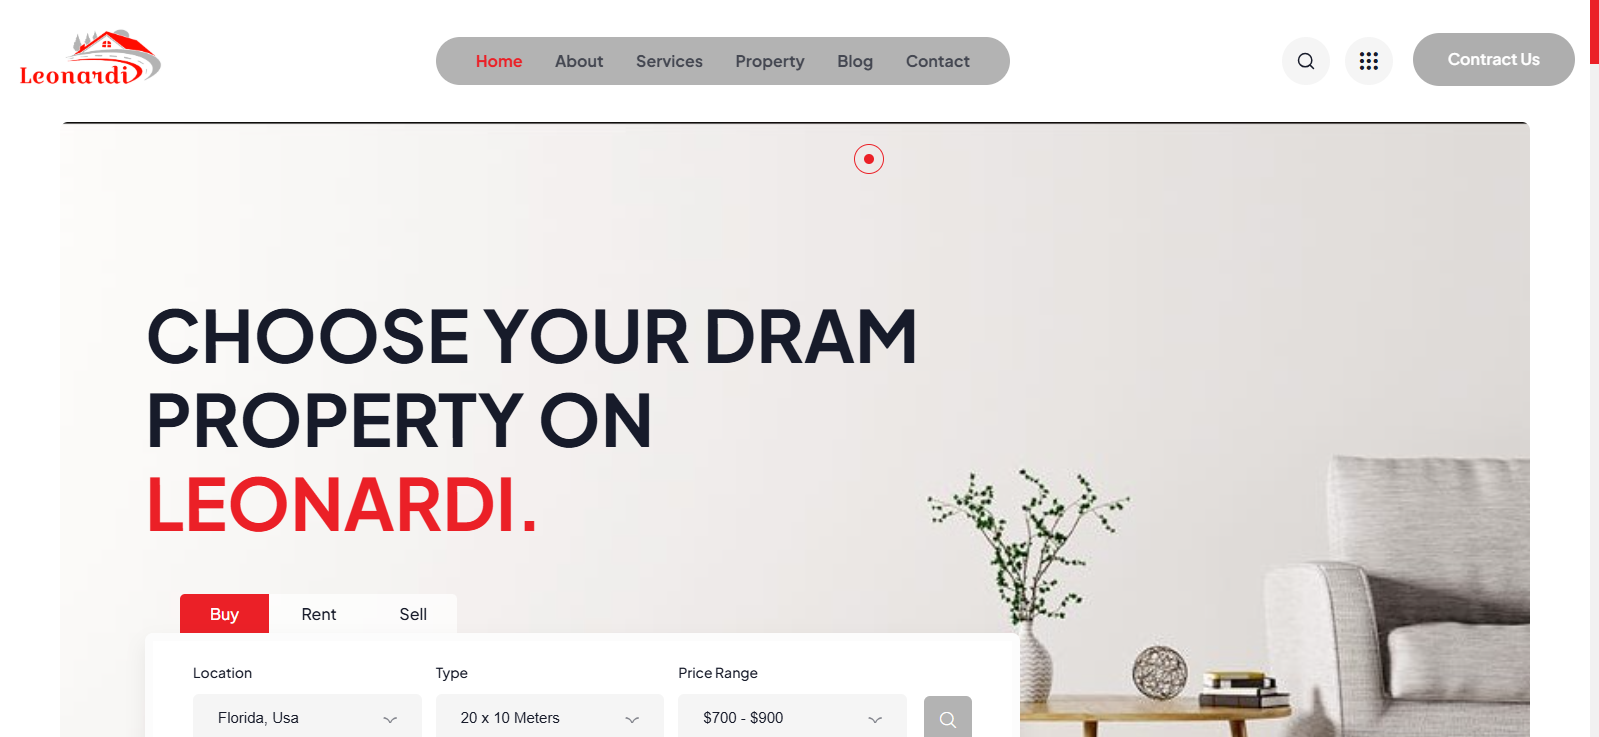 Leonardi
Home About Services Property Blog Contact
Contract Us
CHOOSE YOUR DRAM
PROPERTY ON
LEONARDI.
Buy Rent Sell
Location Type Price Range
Florida, Usa 20 x 10 Meters $700 - $900